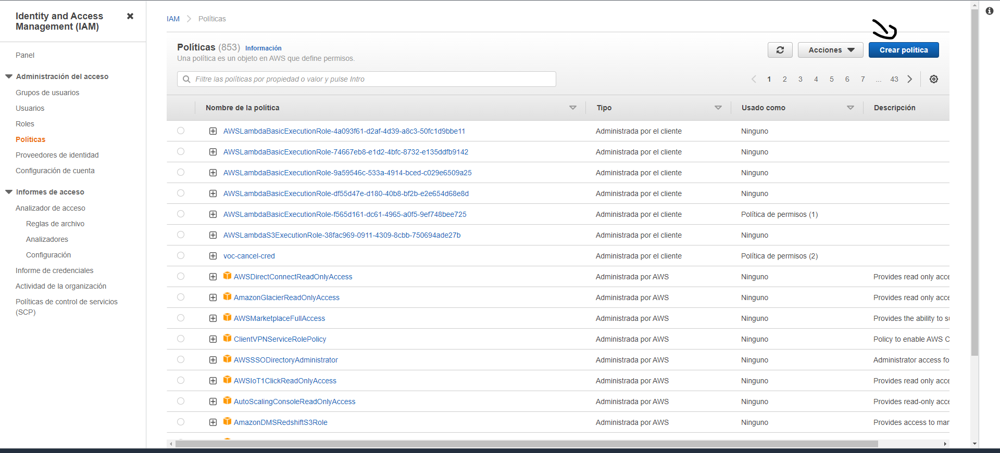 Identity and Access
Management (IAM)
Panel
Administración del acceso
Grupos de usuarios
Usuarios
Roles
Políticas
Proveedores de identidad
Configuración de cuenta
Informes de acceso
Analizador de acceso
Reglas de archivo
Analizadores
Configuración
Informe de credenciales
Actividad de la organización
Políticas de control de servicios
(SCP)
IAM Políticas
Políticas (853) Información
Una política es un objeto en AWS que define permisos.
Acciones Crear política
Filtre las políticas por propiedad o valor y pulse Intro
1 2 3 4 5 6 7 ... 43
Nombre de la política Tipo Usado como Descripción
AWSLambdaBasicExecutionRole-4a093f61-d2af-4d39-a8c3-50fc1d9bbe11 Administrada por el cliente Ninguno
AWSLambdaBasicExecutionRole-74667eb8-e1d2-4bfc-8732-e135ddfb9142 Administrada por el cliente Ninguno
AWSLambdaBasicExecutionRole-9a59546c-533a-4914-bced-c029e6509a25 Administrada por el cliente Ninguno
AWSLambdaBasicExecutionRole-df55d47e-d180-40b8-bf2b-e2e654d68e8d Administrada por el cliente Ninguno
AWSLambdaBasicExecutionRole-f565d161-dc61-4965-a0f5-9ef748bee725 Administrada por el cliente Política de permisos (1)
AWSLambdaS3ExecutionRole-38fac969-0911-4309-8cbb-750694ade27b Administrada por el cliente Ninguno
voc-cancel-cred Administrada por el cliente Política de permisos (2)
AWSDirectConnectReadOnlyAccess Administrada por AWS Ninguno Provides read only acce
AmazonGlacierReadOnlyAccess Administrada por AWS Ninguno Provides read only acce
AWSMarketplaceFullAccess Administrada por AWS Ninguno Provides the ability to su
ClientVPNServiceRolePolicy Administrada por AWS Ninguno Policy to enable AWS C
AWSSSODirectoryAdministrator Administrada por AWS Ninguno Administrator access fo
AWSIoT1ClickReadOnlyAccess Administrada por AWS Ninguno Provides read only acce
AutoScalingConsoleReadOnlyAccess Administrada por AWS Ninguno Provides read-only acce
AmazonDMSRedshiftS3Role Administrada por AWS Ninguno Provides access to mar